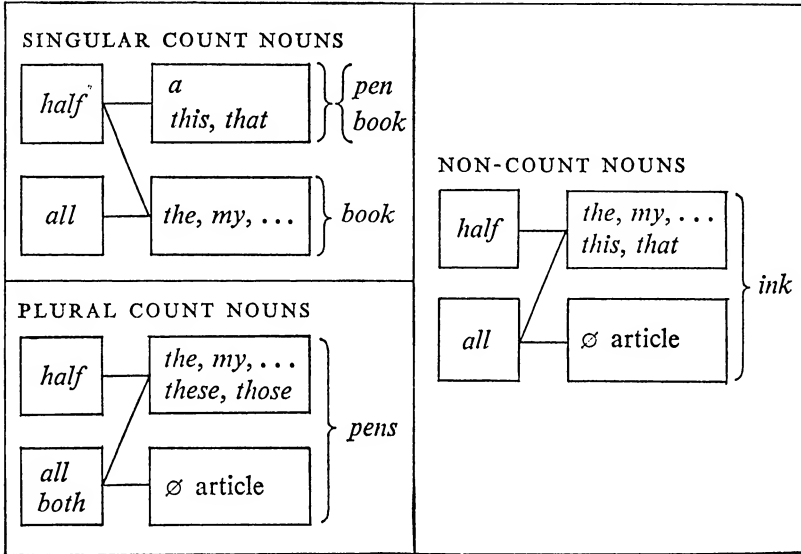 SINGULAR COUNT NOUNS
half
a
this, that
pen
book
all
the, my, ...
book
PLURAL COUNT NOUNS
half
the, my, ...
these, those
all
both
∅ article
pens
NON-COUNT NOUNS
half
the, my, ...
this, that
all
∅ article
ink